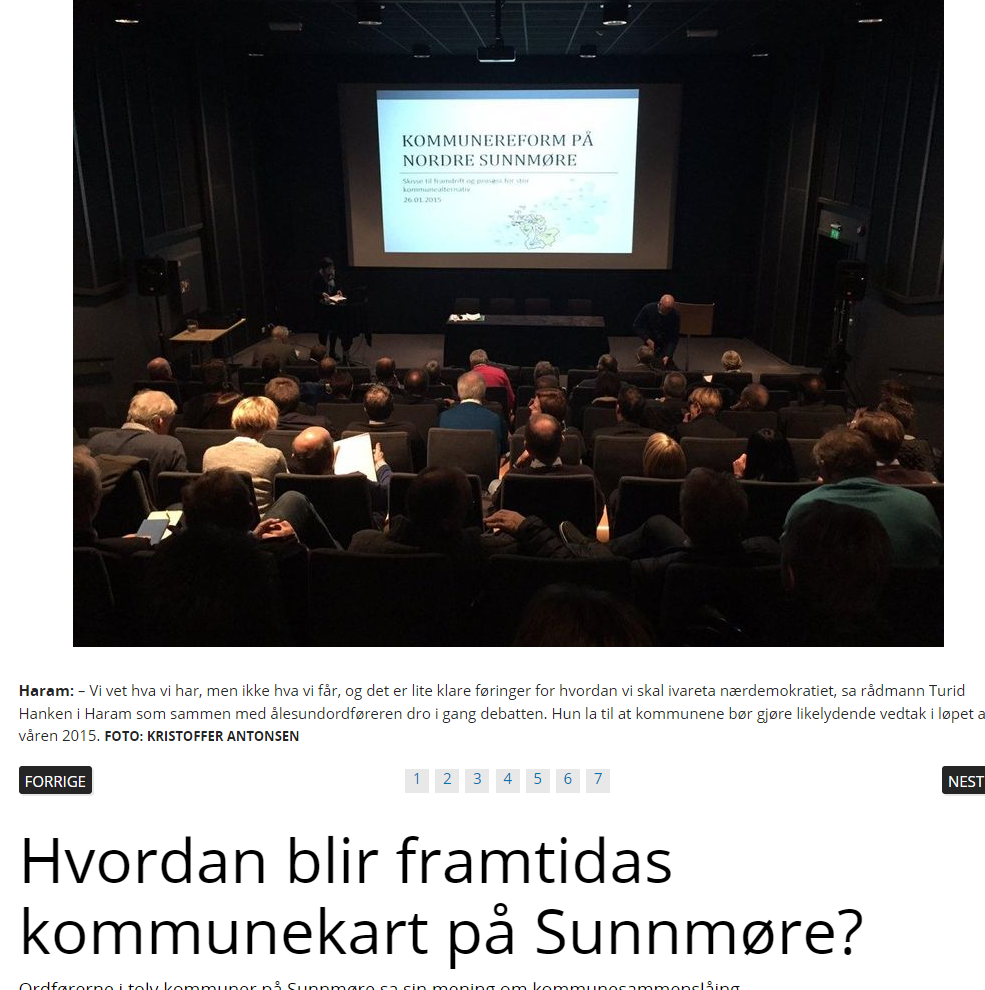 KOMMUNEREFORM PÅ
NORDRE SUNNMØRE
Skisse til framdrift og prosess for stor
kommunealternativ
26.01.2015
Haram: – Vi vet hva vi har, men ikke hva vi får, og det er lite klare føringer for hvordan vi skal ivareta nærdemokratiet, sa rådmann Turid
Hanken i Haram som sammen med ålesundordføreren dro i gang debatten. Hun la til at kommunene bør gjøre likelydende vedtak i løpet a
våren 2015. FOTO: KRISTOFFER ANTONSEN
FORRIGE 1 2 3 4 5 6 7 NEST
Hvordan blir framtidas
kommunekart på Sunnmøre?
Ordførerne i tolv kommuner på Sunnmøre sa sin mening om kommunesammenslåing.